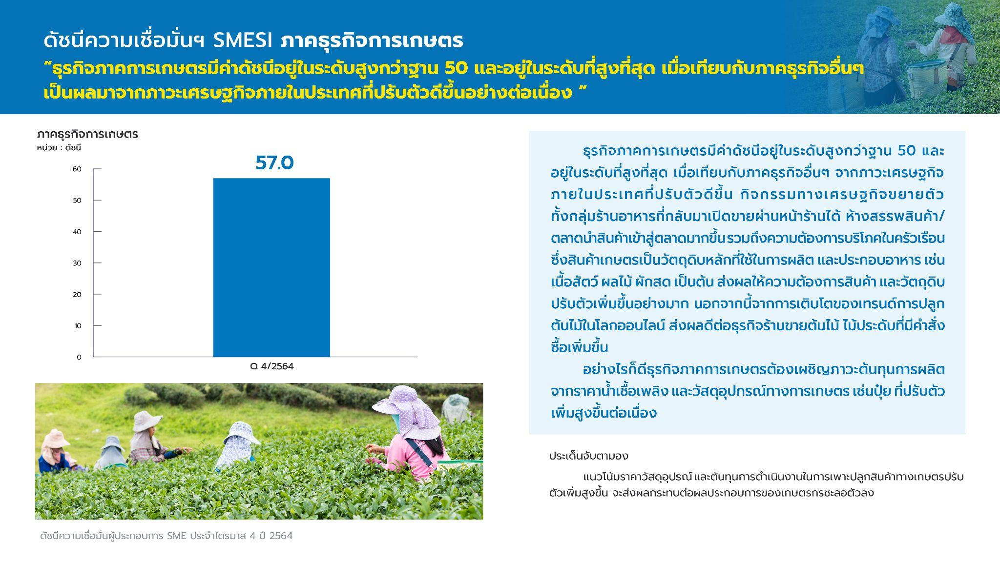 ดัชนีความเชื่อมั่นฯ SMESI ภาคธุรกิจการเกษตร
“ธุรกิจภาคการเกษตรมีค่าดัชนีอยู่ในระดับสูงกว่าฐาน 50 และอยู่ในระดับที่สูงที่สุด เมื่อเทียบกับภาคธุรกิจอื่นๆ
เป็นผลมาจากภาวะเศรษฐกิจภายในประเทศที่ปรับตัวดีขึ้นอย่างต่อเนื่อง ”
ภาคธุรกิจการเกษตร
หน่วย : ดัชนี
57.0
60
50
40
30
20
10
0
Q 4/2564
ธุรกิจภาคการเกษตรมีค่าดัชนีอยู่ในระดับสูงกว่าฐาน 50 และ
อยู่ในระดับที่สูงที่สุด เมื่อเทียบกับภาคธุรกิจอื่นๆ จากภาวะเศรษฐกิจ
ภายในประเทศที่ปรับตัวดีขึ้น กิจกรรมทางเศรษฐกิจขยายตัว
ทั้งกลุ่มร้านอาหารที่กลับมาเปิดขายผ่านหน้าร้านได้ ห้างสรรพสินค้า/
ตลาดนำสินค้าเข้าสู่ตลาดมากขึ้น รวมถึงความต้องการบริโภคในครัวเรือน
ซึ่งสินค้าเกษตรเป็นวัตถุดิบหลักที่ใช้ในการผลิต และประกอบอาหาร เช่น
เนื้อสัตว์ ผลไม้ ผักสด เป็นต้น ส่งผลให้ความต้องการสินค้า และวัตถุดิบ
ปรับตัวเพิ่มขึ้นอย่างมาก นอกจากนี้จากการเติบโตของเทรนด์การปลูก
ต้นไม้ในโลกออนไลน์ ส่งผลดีต่อธุรกิจร้านขายต้นไม้ ไม้ประดับที่มีคำสั่ง
ซื้อเพิ่มขึ้น
อย่างไรก็ดีธุรกิจภาคการเกษตรต้องเผชิญภาวะต้นทุนการผลิต
จากราคาน้ำเชื้อเพลิง และวัสดุอุปกรณ์ทางการเกษตร เช่นปุ๋ย ที่ปรับตัว
เพิ่มสูงขึ้นต่อเนื่อง
ประเด็นจับตามอง
แนวโน้มราคาวัสดุอุปรณ์ และต้นทุนการดำเนินงานในการเพาะปลูกสินค้าทางเกษตรปรับ
ตัวเพิ่มสูงขึ้น จะส่งผลกระทบต่อผลประกอบการของเกษตรกรชะลอตัวลง
ดัชนีความเชื่อมั่นผู้ประกอบการ SME ประจำไตรมาส 4 ปี 2564